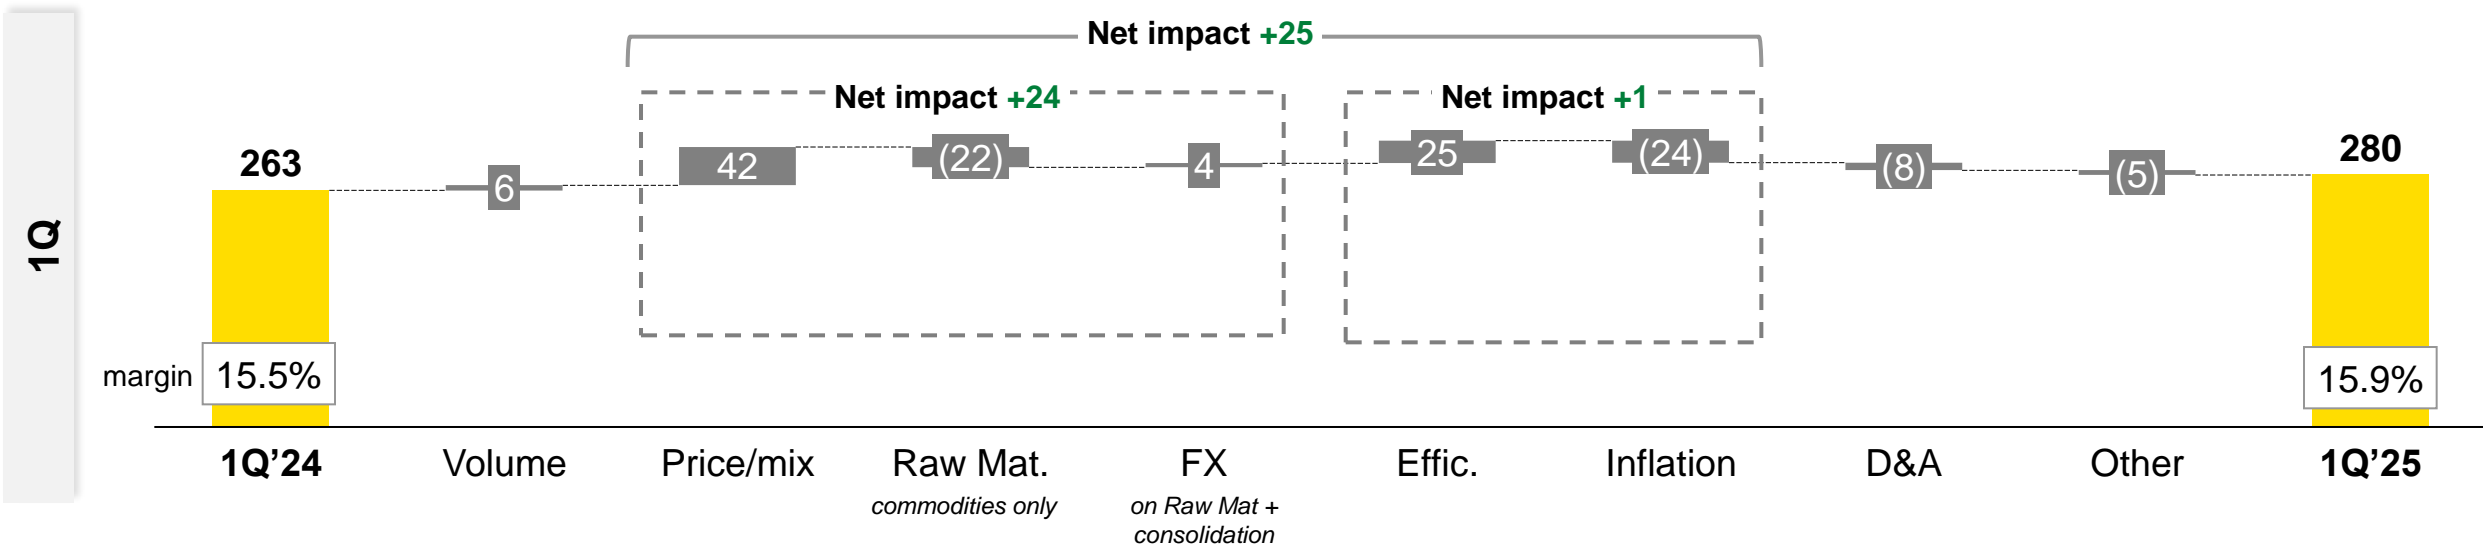 Net impact +25
Net impact +24
Net impact +1
263
6
42
(22)
4
25
(24)
(8)
(5)
280
1Q
margin
15.5%
15.9%
1Q’24
Volume
Price/mix
Raw Mat.
commodities only
FX
on Raw Mat +
consolidation
Effic.
Inflation
D&A
Other
1Q’25